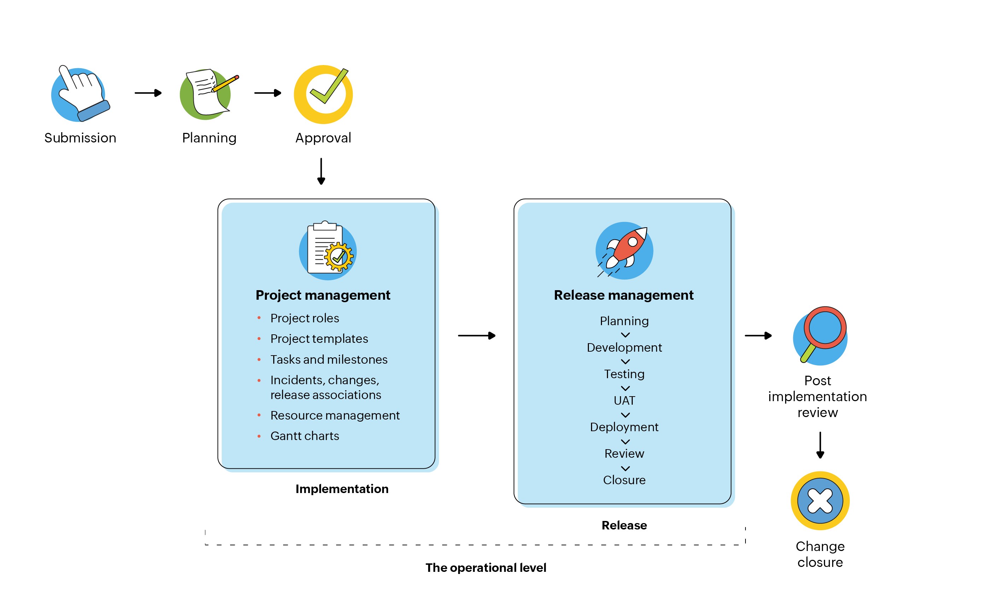 Submission
Planning
Approval
Project management
Project roles
Project templates
Tasks and milestones
Incidents, changes,
release associations
Resource management
Gantt charts
Implementation
Release management
Planning
Development
Testing
UAT
Deployment
Review
Closure
Release
The operational level
Post
implementation
review
Change
closure